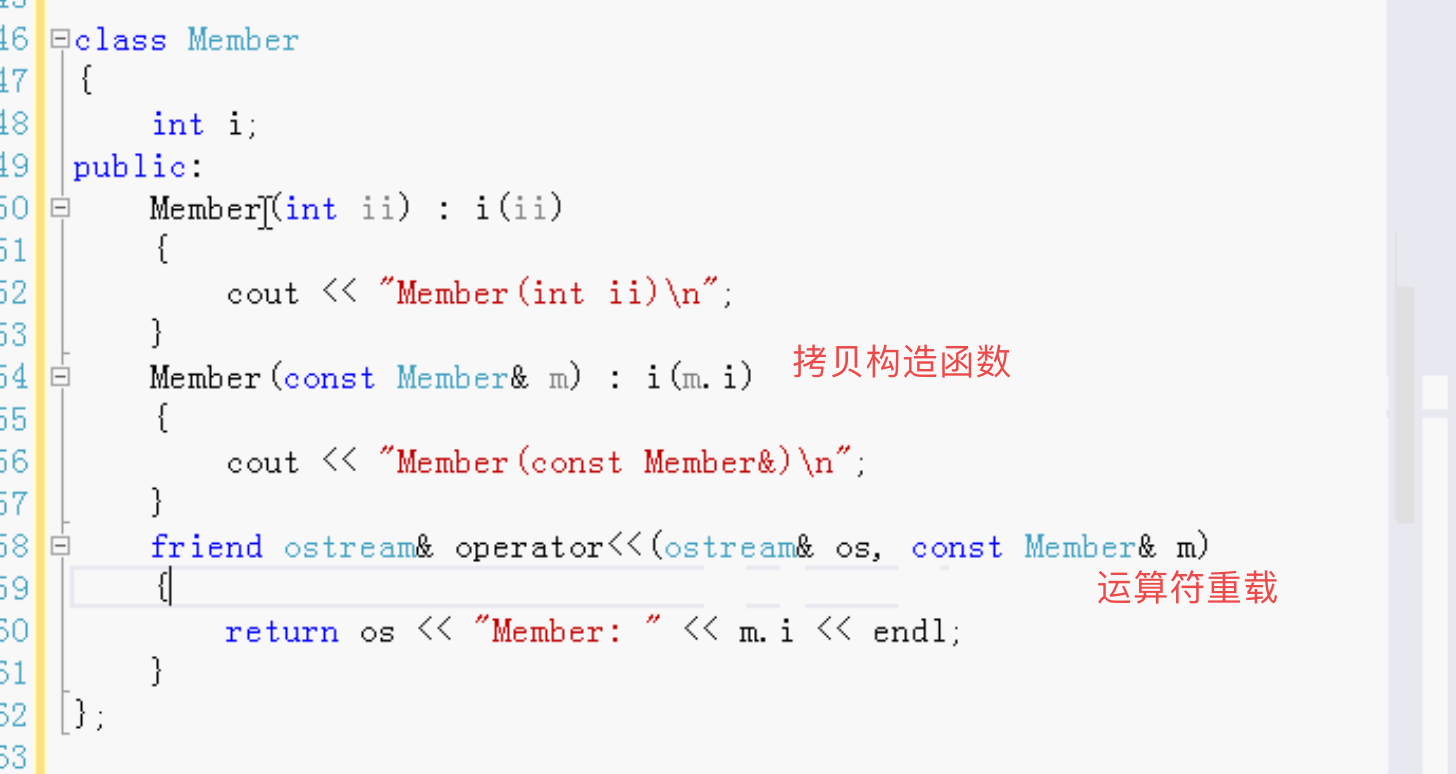 46 class Member
47 {
48 int i;
49 public:
50 Member(int ii) : i(ii)
51 {
52 cout << "Member(int ii)\n";
53 }
拷贝构造函数
54 Member(const Member& m) : i(m.i)
55 {
56 cout << "Member(const Member&)\n";
57 }
58 friend ostream& operator<<(ostream& os, const Member& m)
59 {
运算符重载
60 return os << "Member: " << m.i << endl;
61 }
62 };
63